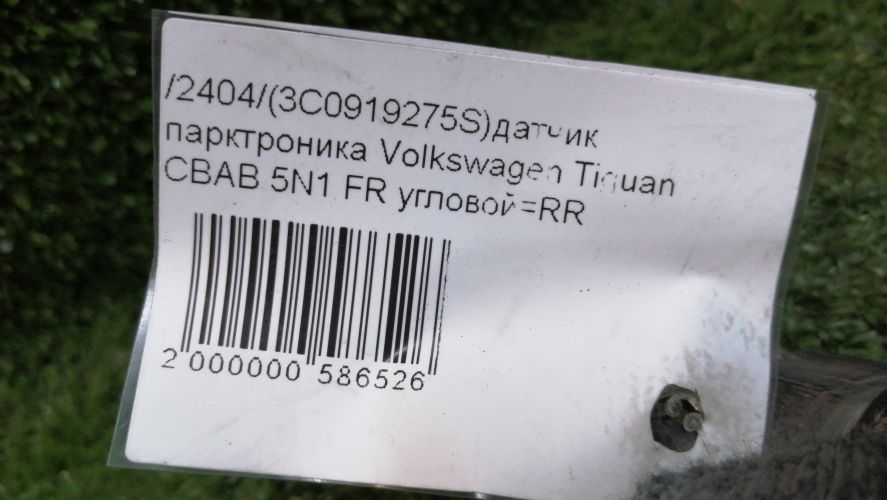 /2404/(3C0919275S)датчик
парктроника Volkswagen Tiguan
CBAB 5N1 FR угловой=RR
2 000000 586526